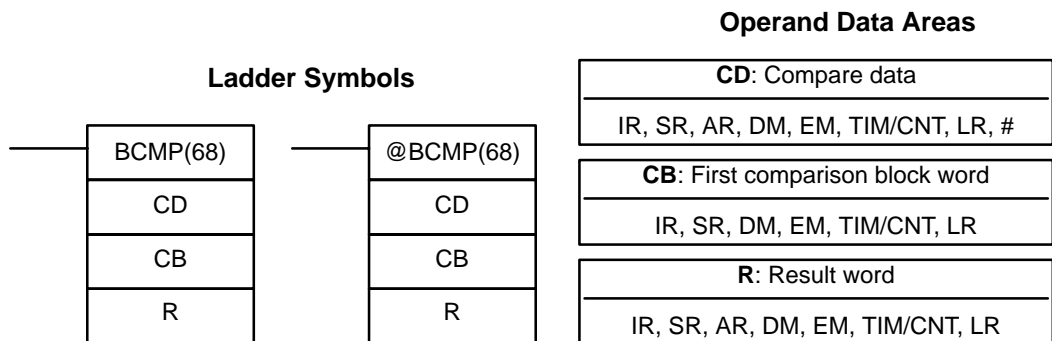 Operand Data Areas
Ladder Symbols
CD: Compare data
IR, SR, AR, DM, EM, TIM/CNT, LR, #
BCMP(68)
@BCMP(68)
CB: First comparison block word
CD
CD
IR, SR, DM, EM, TIM/CNT, LR
CB
CB
R: Result word
R
R
IR, SR, AR, DM, EM, TIM/CNT, LR